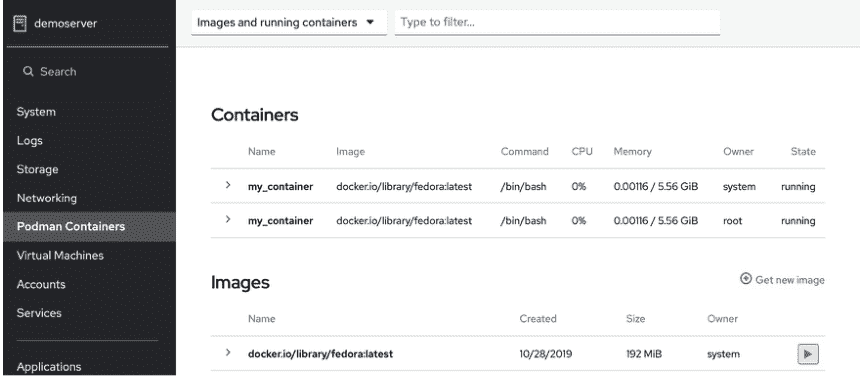 demoserver
Search
System
Logs
Storage
Networking
Podman Containers
Virtual Machines
Accounts
Services
Applications
Images and running containers
Type to filter...
Containers
Name Image Command CPU Memory Owner State
my_container docker.io/library/fedora:latest /bin/bash 0% 0.00116 / 5.56 GiB system running
my_container docker.io/library/fedora:latest /bin/bash 0% 0.00116 / 5.56 GiB root running
Images
Get new image
Name Created Size Owner
docker.io/library/fedora:latest 10/28/2019 192 MiB system